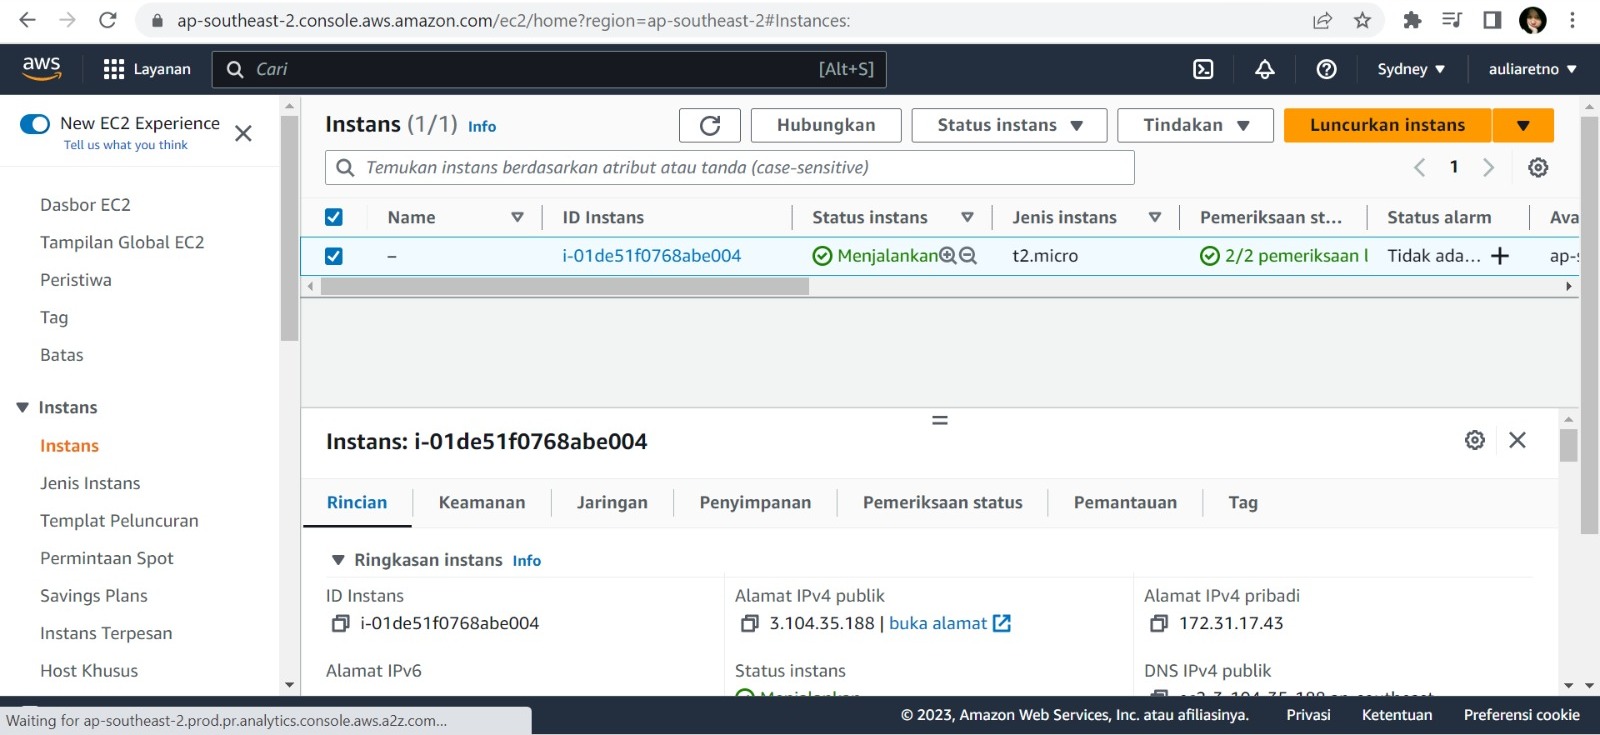 ap-southeast-2.console.aws.amazon.com/ec2/home?region=ap-southeast-2#Instances:
aws Layanan Cari [Alt+S] Sydney auliaretno
New EC2 Experience
Tell us what you think
Dasbor EC2
Tampilan Global EC2
Peristiwa
Tag
Batas
Instans
Instans
Jenis Instans
Templat Peluncuran
Permintaan Spot
Savings Plans
Instans Terpesan
Host Khusus
Instans (1/1) Info Hubungkan Status instans Tindakan Luncurkan instans
Temukan instans berdasarkan atribut atau tanda (case-sensitive) 1
Name ID Instans Status instans Jenis instans Pemeriksaan st... Status alarm Ava
– i-01de51f0768abe004 Menjalankan t2.micro 2/2 pemeriksaan l Tidak ada... + ap-
Instans: i-01de51f0768abe004
Rincian Keamanan Jaringan Penyimpanan Pemeriksaan status Pemantauan Tag
Ringkasan instans Info
ID Instans Alamat IPv4 publik Alamat IPv4 pribadi
i-01de51f0768abe004 3.104.35.188 | buka alamat 172.31.17.43
Alamat IPv6 Status instans DNS IPv4 publik
Menjalankan ec2-3-104-35-188.ap-southeast-
Waiting for ap-southeast-2.prod.pr.analytics.console.aws.a2z.com...
© 2023, Amazon Web Services, Inc. atau afiliasinya. Privasi Ketentuan Preferensi cookie